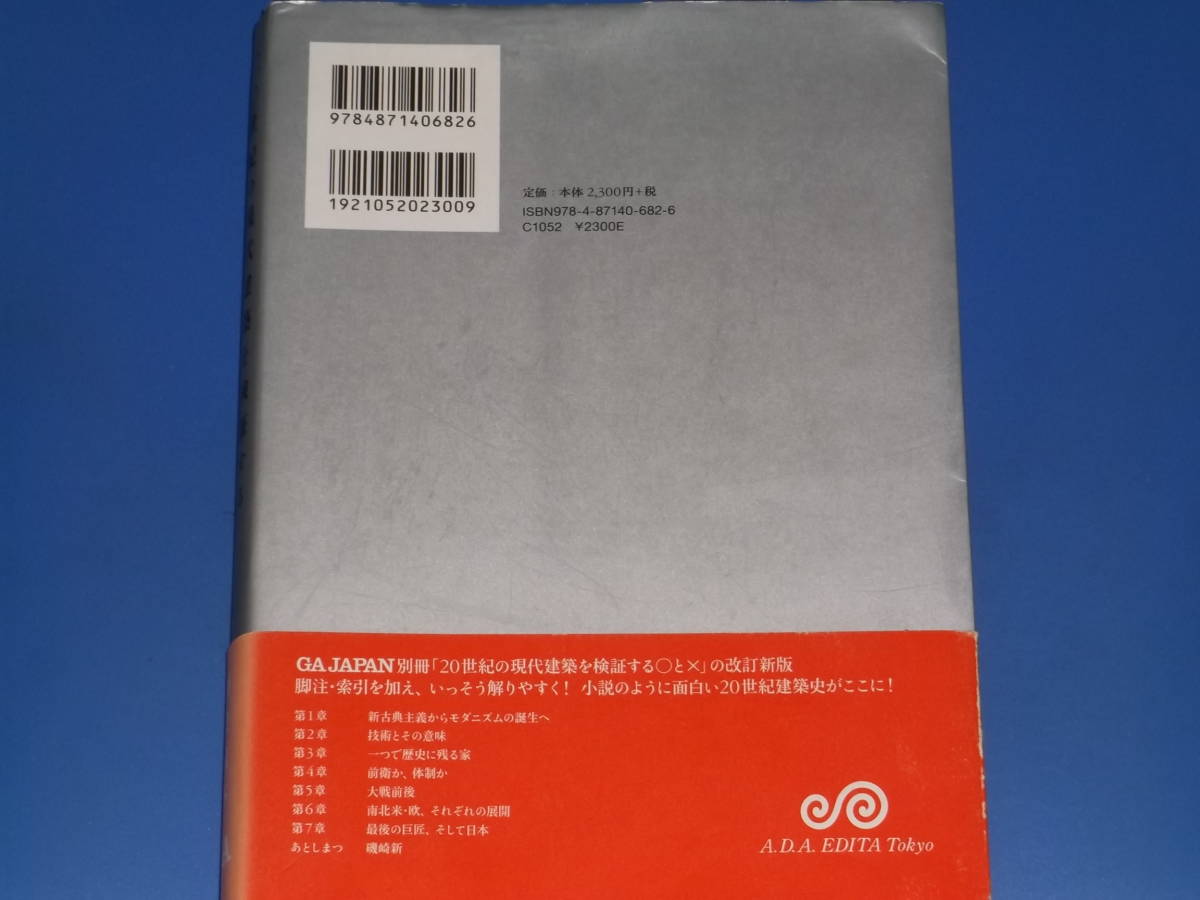 9784871406826
1921052023009
定価：本体 2,300円+税
ISBN978-4-87140-682-6
C1052 ¥2300E
GA JAPAN 別冊「20世紀の現代建築を検証する○と×」の改訂新版
脚注・索引を加え、いっそう解りやすく! 小説のように面白い20世紀建築史がここに!
第1章 新古典主義からモダニズムの誕生へ
第2章 技術とその意味
第3章 一つで歴史に残る家
第4章 前衛か、体制か
第5章 大戦前後
第6章 南北米・欧、それぞれの展開
第7章 最後の巨匠、そして日本
あとしまつ 磯崎新
A.D.A. EDITA Tokyo